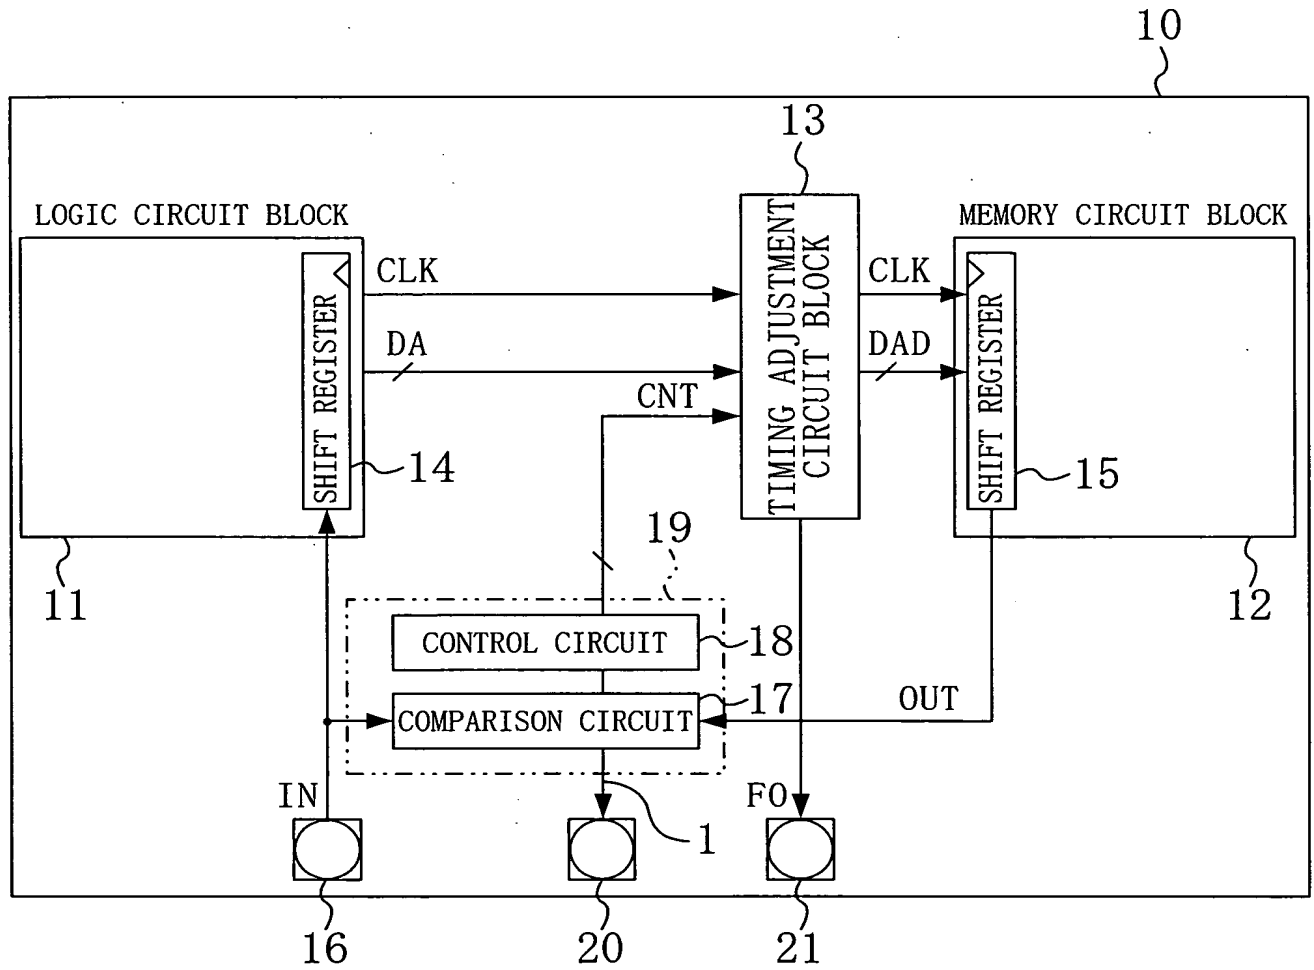 10
13
LOGIC CIRCUIT BLOCK
MEMORY CIRCUIT BLOCK
CLK
DA
CNT
SHIFT REGISTER
14
TIMING ADJUSTMENT
CIRCUIT BLOCK
CLK
DAD
SHIFT REGISTER
15
11
19
12
CONTROL CIRCUIT
18
COMPARISON CIRCUIT
17
OUT
IN
1
FO
16
20
21